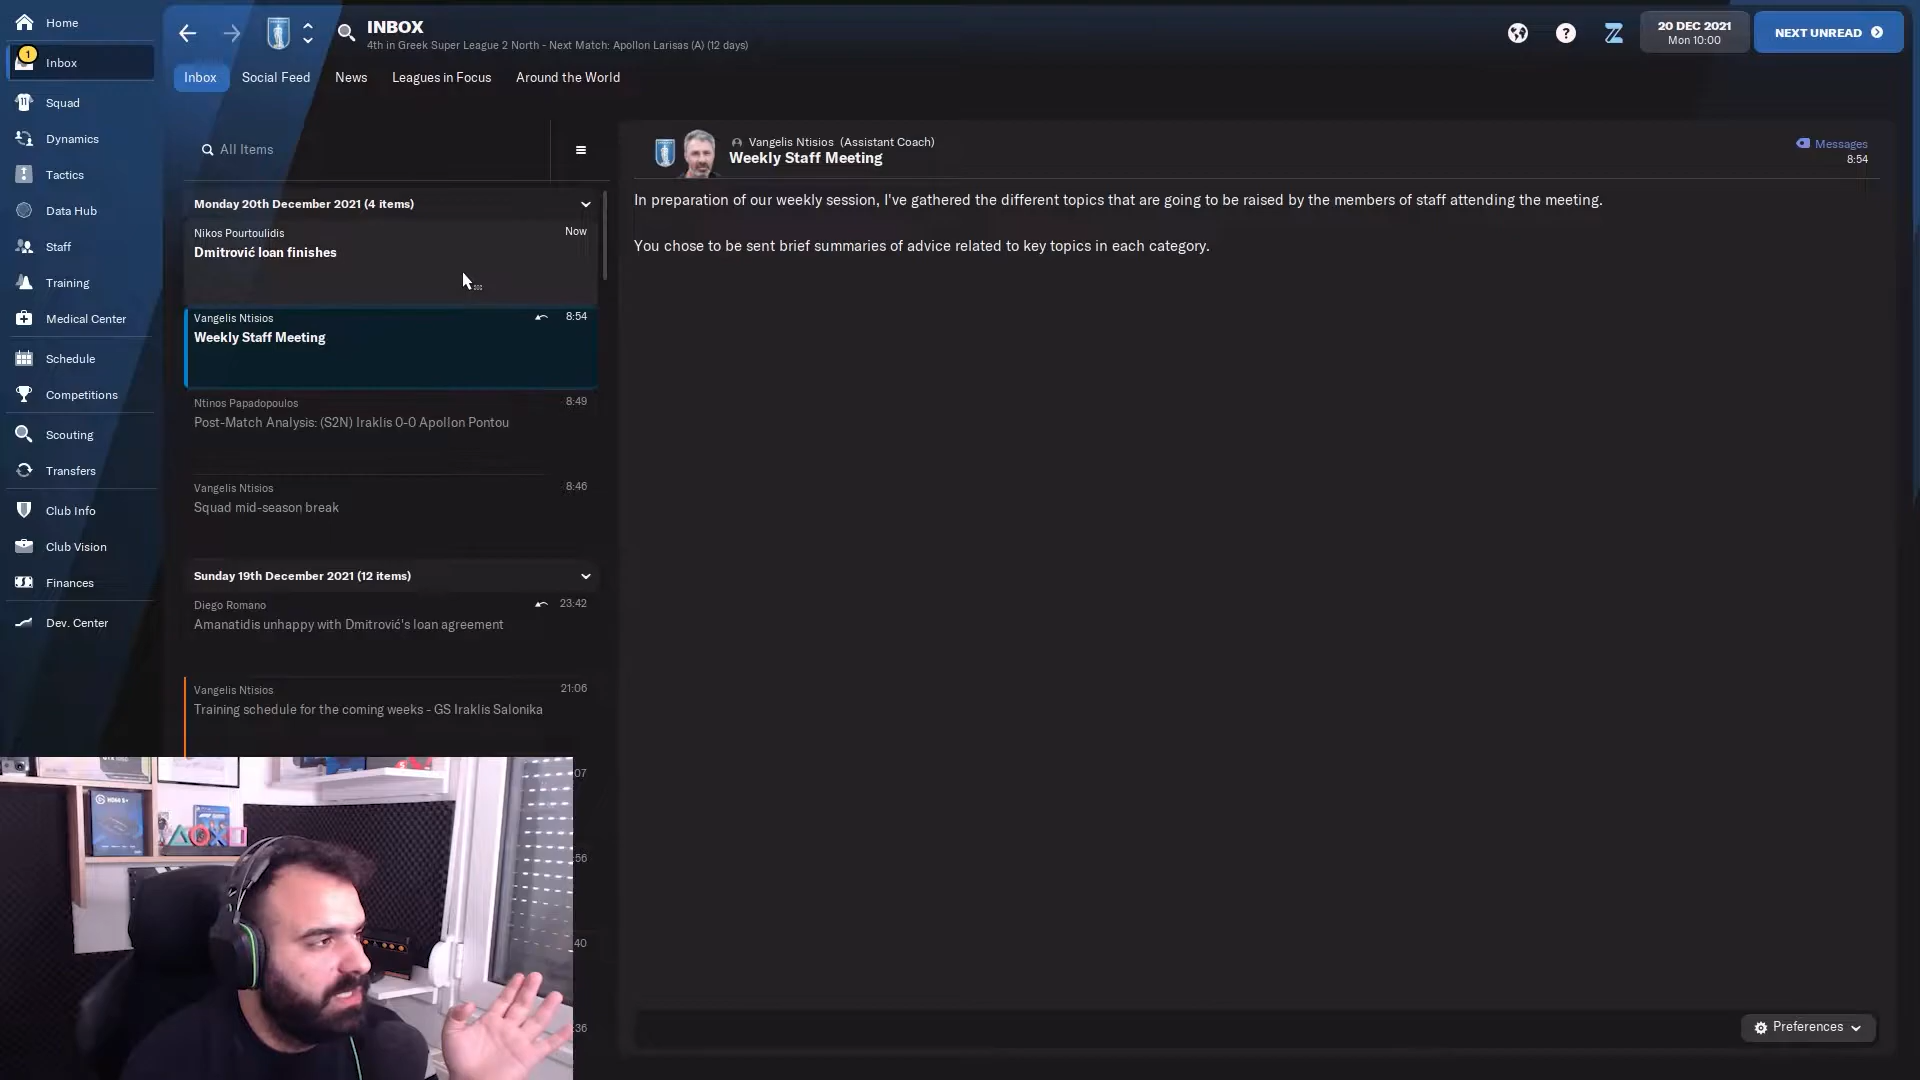 Home
1
Inbox
Squad
Dynamics
Tactics
Data Hub
Staff
Training
Medical Center
Schedule
Competitions
Scouting
Transfers
Club Info
Club Vision
Finances
Dev. Center
INBOX
4th in Greek Super League 2 North - Next Match: Apollon Larisas (A) (12 days)
20 DEC 2021
Mon 10:00
NEXT UNREAD
Inbox Social Feed News Leagues in Focus Around the World
All Items
Monday 20th December 2021 (4 items)
Nikos Pourtoulidis Now
Dmitrović loan finishes
Vangelis Ntisios 8:54
Weekly Staff Meeting
Ntinos Papadopoulos 8:49
Post-Match Analysis: (S2N) Iraklis 0-0 Apollon Pontou
Vangelis Ntisios 8:46
Squad mid-season break
Sunday 19th December 2021 (12 items)
Diego Romano 23:42
Amanatidis unhappy with Dmitrović's loan agreement
Vangelis Ntisios 21:06
Training schedule for the coming weeks - GS Iraklis Salonika
07
:56
40
:36
Vangelis Ntisios (Assistant Coach)
Weekly Staff Meeting
Messages
8:54
In preparation of our weekly session, I've gathered the different topics that are going to be raised by the members of staff attending the meeting.
You chose to be sent brief summaries of advice related to key topics in each category.
Preferences